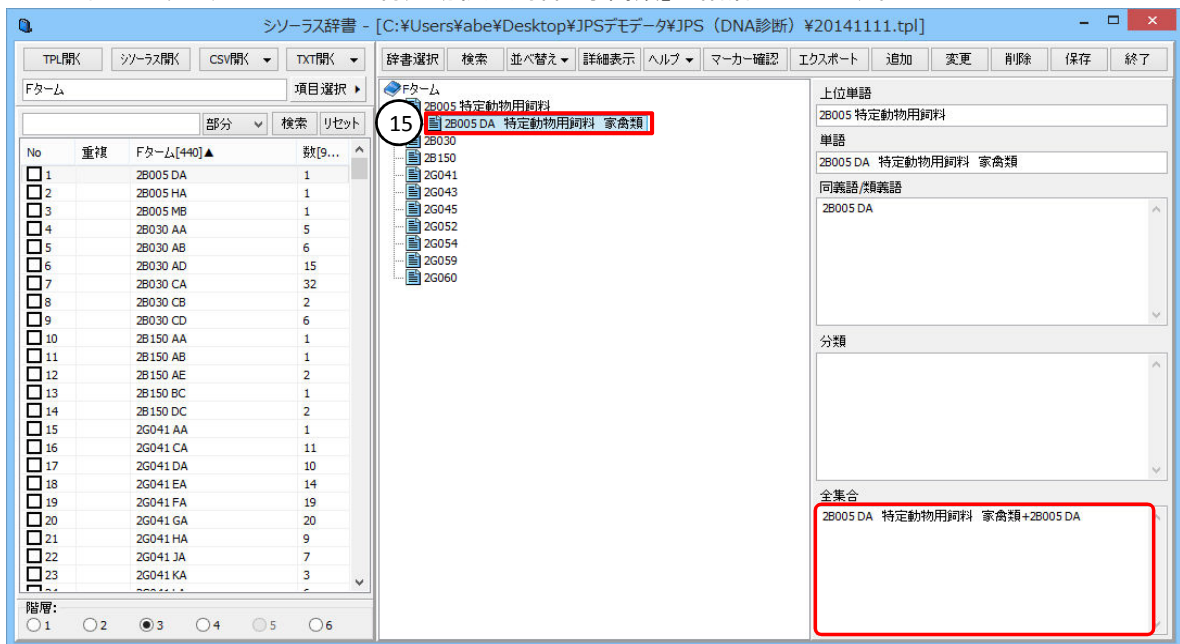 シソーラス辞書 - [C:¥Users¥abe¥Desktop¥JPSデモデータ¥JPS（DNA診断）¥20141111.tpl]
TPL開く シソーラス開く CSV開く TXT開く 辞書選択 検索 並べ替え 詳細表示 ヘルプ マーカー確認 エクスポート 追加 変更 削除 保存 終了
Fターム 項目選択
部分 検索 リセット
No 重複 Fターム[440]▲ 数[9...
1 2B005 DA 1
2 2B005 HA 1
3 2B005 MB 1
4 2B030 AA 5
5 2B030 AB 6
6 2B030 AD 15
7 2B030 CA 32
8 2B030 CB 2
9 2B030 CD 6
10 2B150 AA 1
11 2B150 AB 1
12 2B150 AE 2
13 2B150 BC 1
14 2B150 DC 2
15 2G041 AA 1
16 2G041 CA 11
17 2G041 DA 10
18 2G041 EA 14
19 2G041 FA 19
20 2G041 GA 20
21 2G041 HA 9
22 2G041 JA 7
23 2G041 KA 3
階層:
1 2 3 4 5 6
Fターム
2B005 特定動物用飼料
15
2B005 DA 特定動物用飼料 家禽類
2B030
2B150
2G041
2G043
2G045
2G052
2G054
2G059
2G060
上位単語
2B005 特定動物用飼料
単語
2B005 DA 特定動物用飼料 家禽類
同義語/類義語
2B005 DA
分類
全集合
2B005 DA 特定動物用飼料 家禽類+2B005 DA